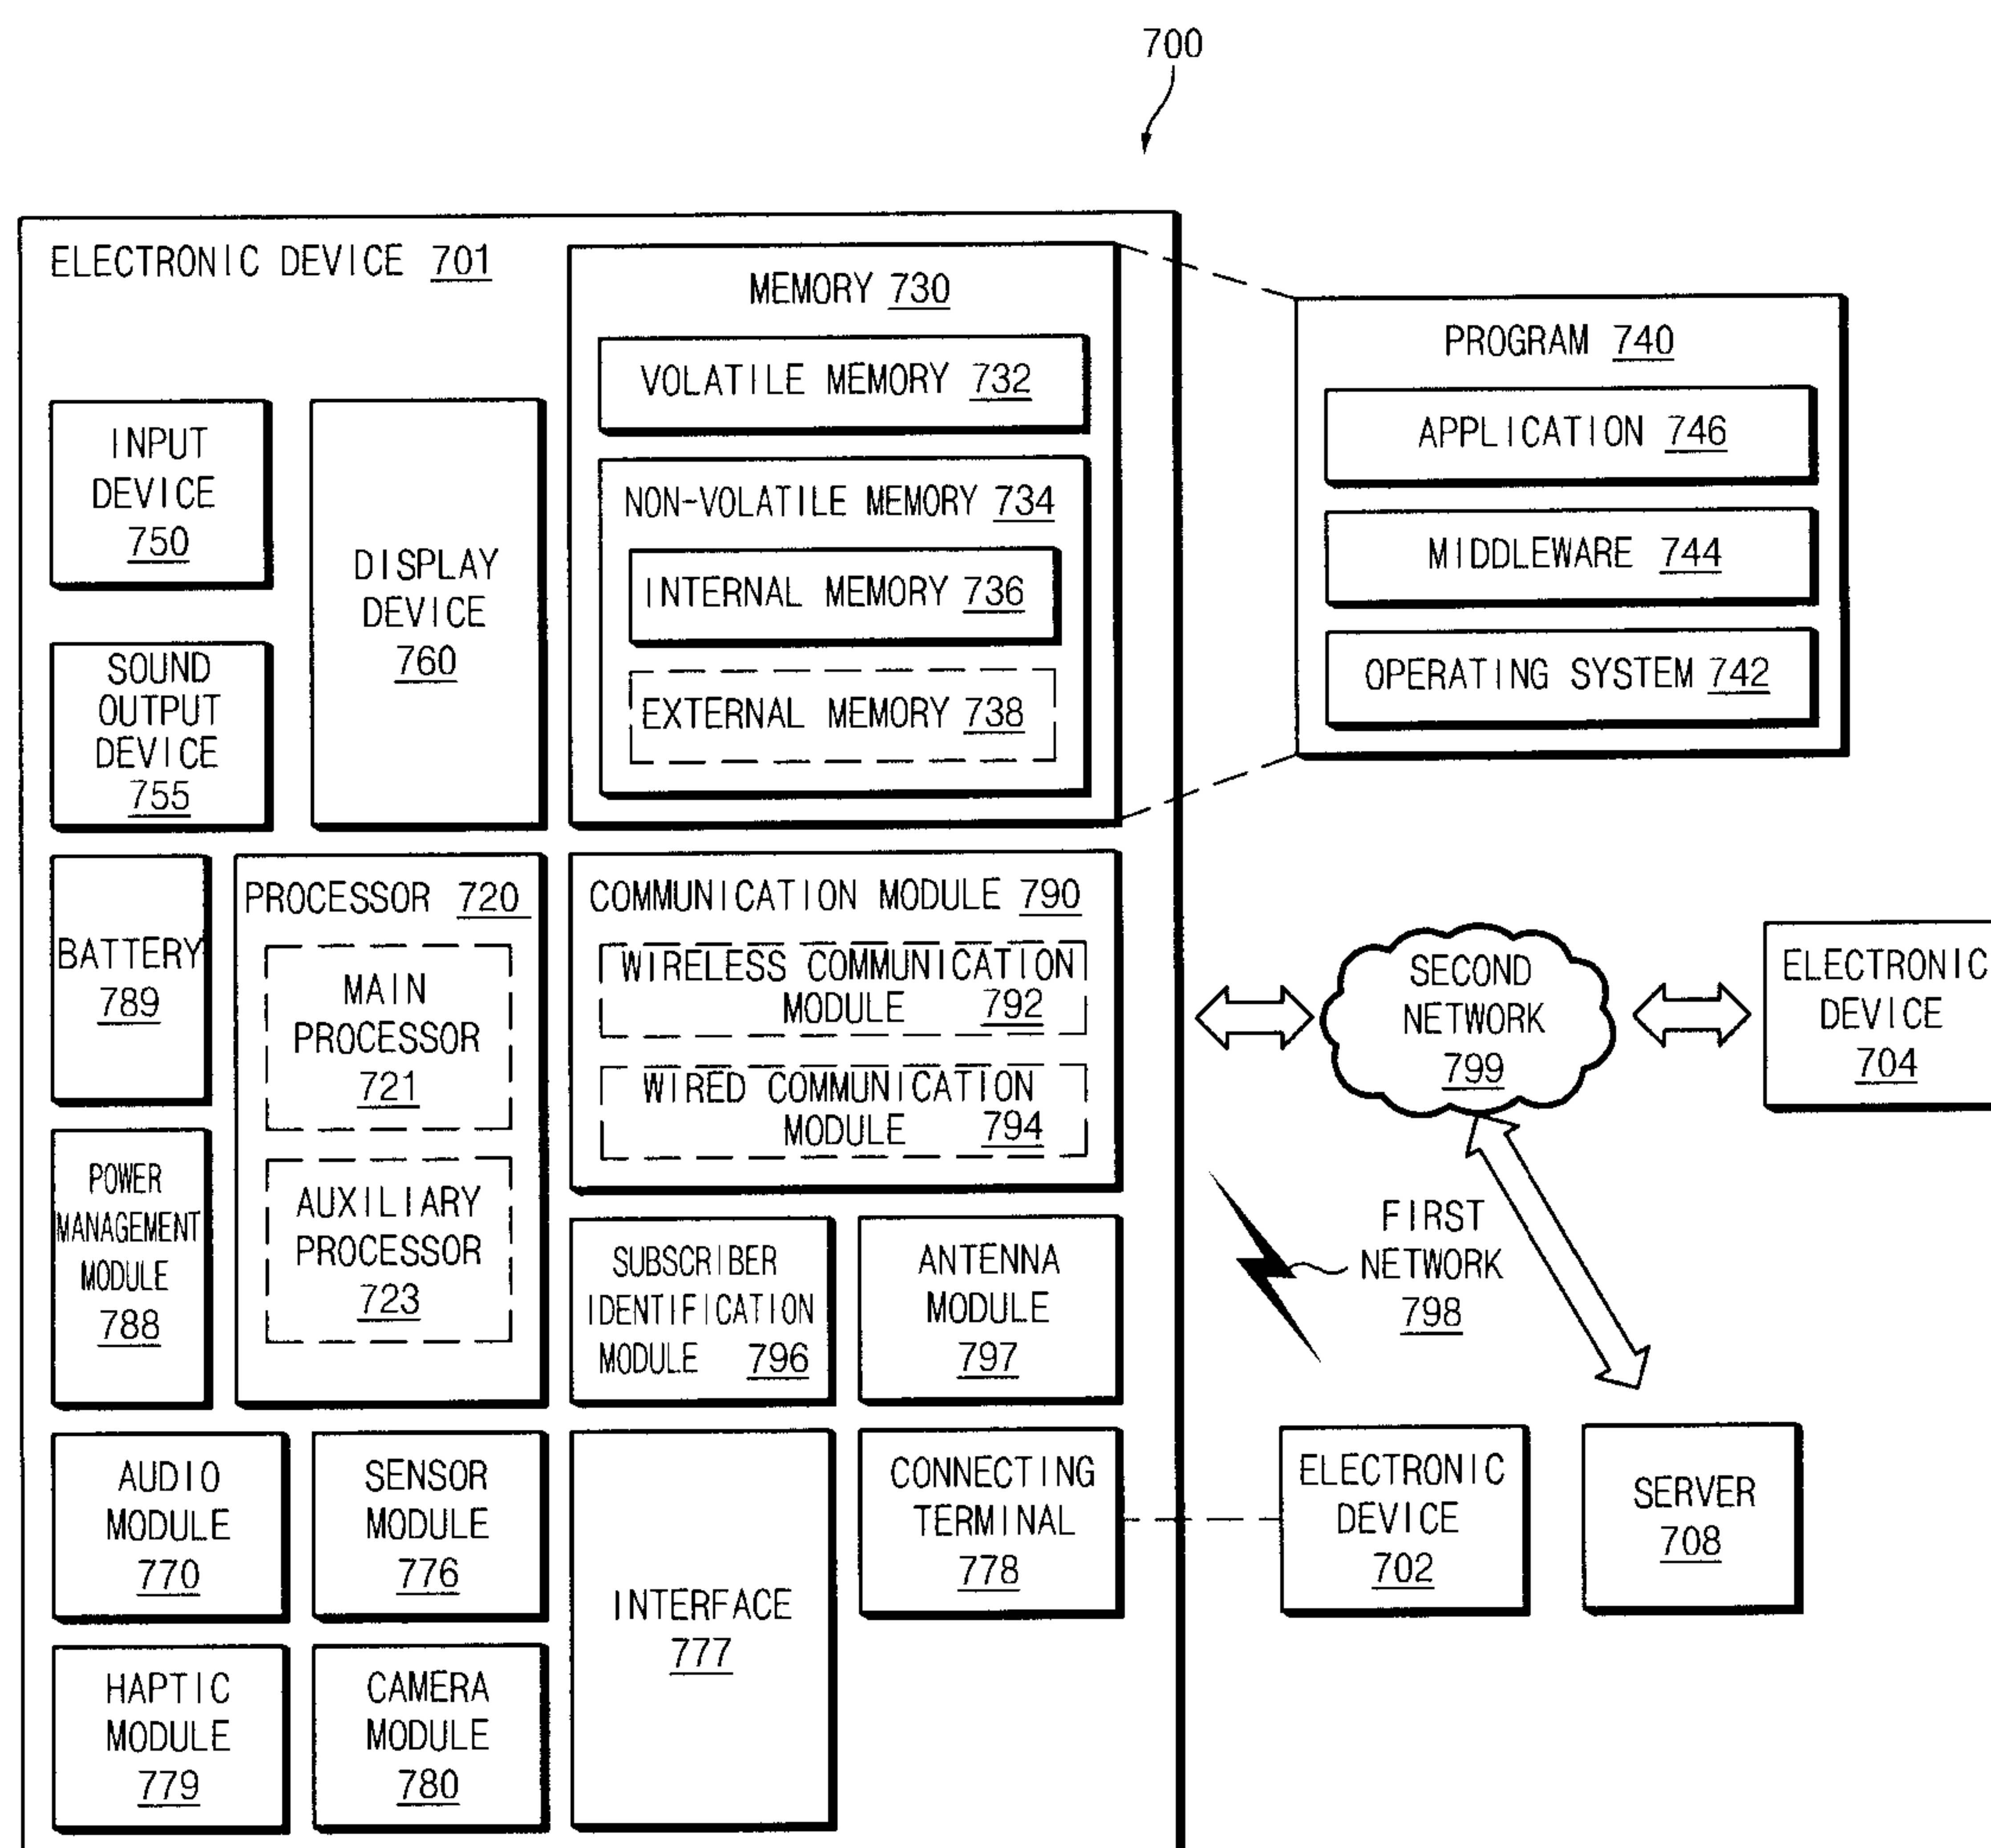 700
ELECTRONIC DEVICE 701
MEMORY 730
VOLATILE MEMORY 732
NON-VOLATILE MEMORY 734
INTERNAL MEMORY 736
EXTERNAL MEMORY 738
PROGRAM 740
APPLICATION 746
MIDDLEWARE 744
OPERATING SYSTEM 742
INPUT
DEVICE
750
SOUND
OUTPUT
DEVICE
755
DISPLAY
DEVICE
760
BATTERY
789
POWER
MANAGEMENT
MODULE
788
PROCESSOR 720
MAIN
PROCESSOR
721
AUXILIARY
PROCESSOR
723
COMMUNICATION MODULE 790
WIRELESS COMMUNICATION
MODULE 792
WIRED COMMUNICATION
MODULE 794
SUBSCRIBER
IDENTIFICATION
MODULE 796
ANTENNA
MODULE
797
SECOND
NETWORK
799
ELECTRONIC
DEVICE
704
FIRST
NETWORK
798
AUDIO
MODULE
770
SENSOR
MODULE
776
INTERFACE
777
CONNECTING
TERMINAL
778
ELECTRONIC
DEVICE
702
SERVER
708
HAPTIC
MODULE
779
CAMERA
MODULE
780